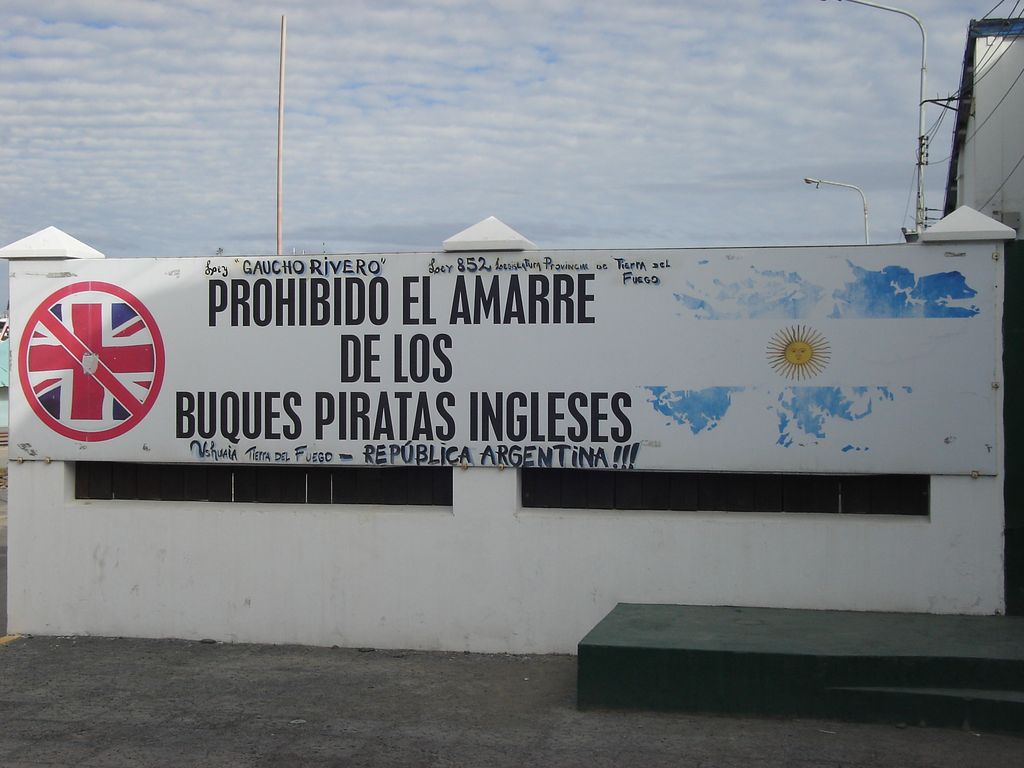 Ley "GAUCHO RIVERO" Ley 852 Legislatura Provincial de Tierra del
Fuego
PROHIBIDO EL AMARRE
DE LOS
BUQUES PIRATAS INGLESES
Ushuaia Tierra del Fuego – REPÚBLICA ARGENTINA!!!